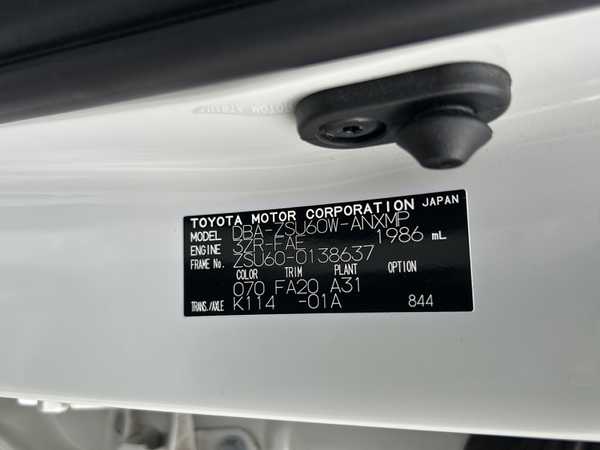 TOYOTA MOTOR CORPORATION JAPAN
MODEL DBA-ZSU60W-ANXMP
ENGINE 3ZR-FAE 1986 mL
FRAME No. ZSU60-0138637
COLOR TRIM PLANT OPTION
070 FA20 A31
TRANS./AXLE K114 -01A 844